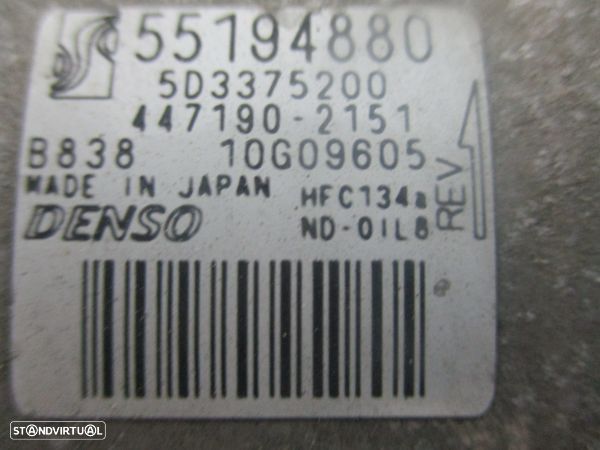 55194880
5D3375200
447190-2151
B838 10G09605
MADE IN JAPAN HFC134a
DENSO ND-OIL8
REV
STANDVIRTUAL